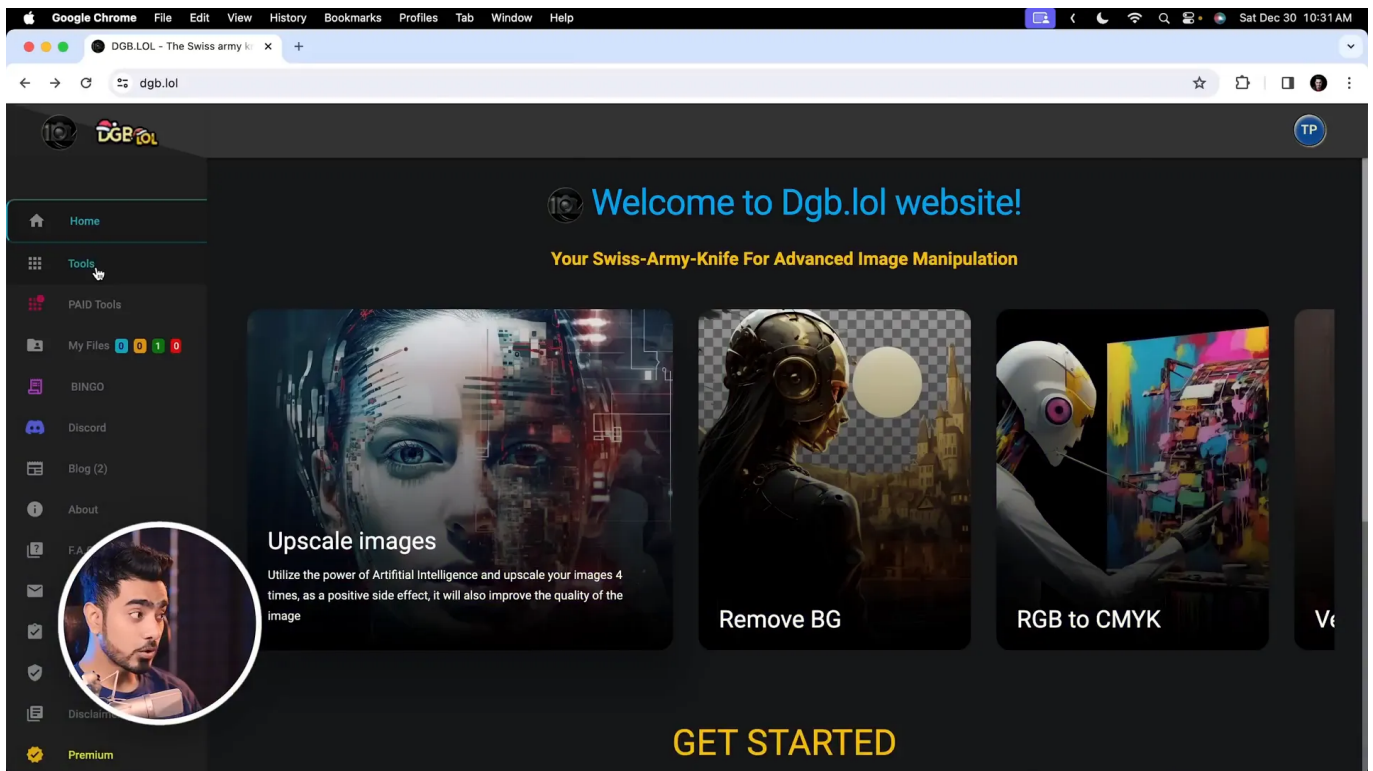 Google Chrome File Edit View History Bookmarks Profiles Tab Window Help Sat Dec 30 10:31 AM
DGB.LOL - The Swiss army k
dgb.lol
DGB LOL
TP
Home
Tools
PAID Tools
My Files 0 0 1 0
BINGO
Discord
Blog (2)
About
F.A.
Disclaime
Premium
Welcome to Dgb.lol website!
Your Swiss-Army-Knife For Advanced Image Manipulation
Upscale images
Utilize the power of Artifitial Intelligence and upscale your images 4
times, as a positive side effect, it will also improve the quality of the
image
Remove BG
RGB to CMYK
Ve
GET STARTED